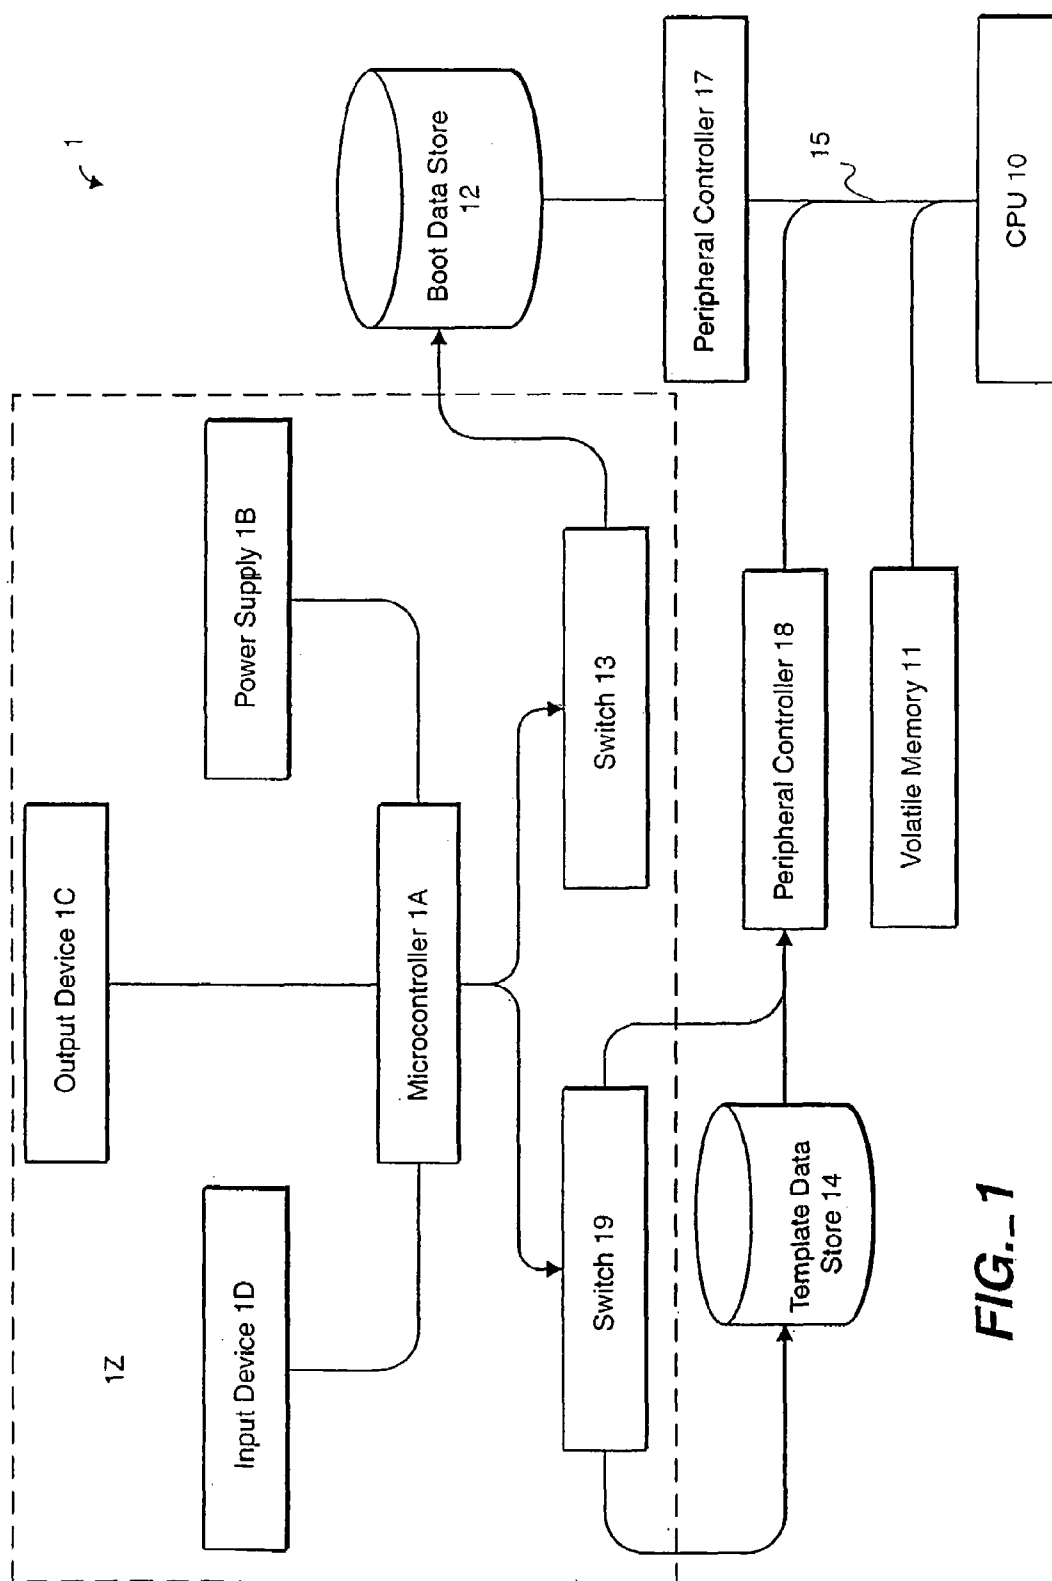 1
1Z
Output Device 1C
Input Device 1D
Power Supply 1B
Microcontroller 1A
Boot Data Store
12
Switch 19
Switch 13
Peripheral Controller 17
Template Data
Store 14
Peripheral Controller 18
15
Volatile Memory 11
CPU 10
FIG._1